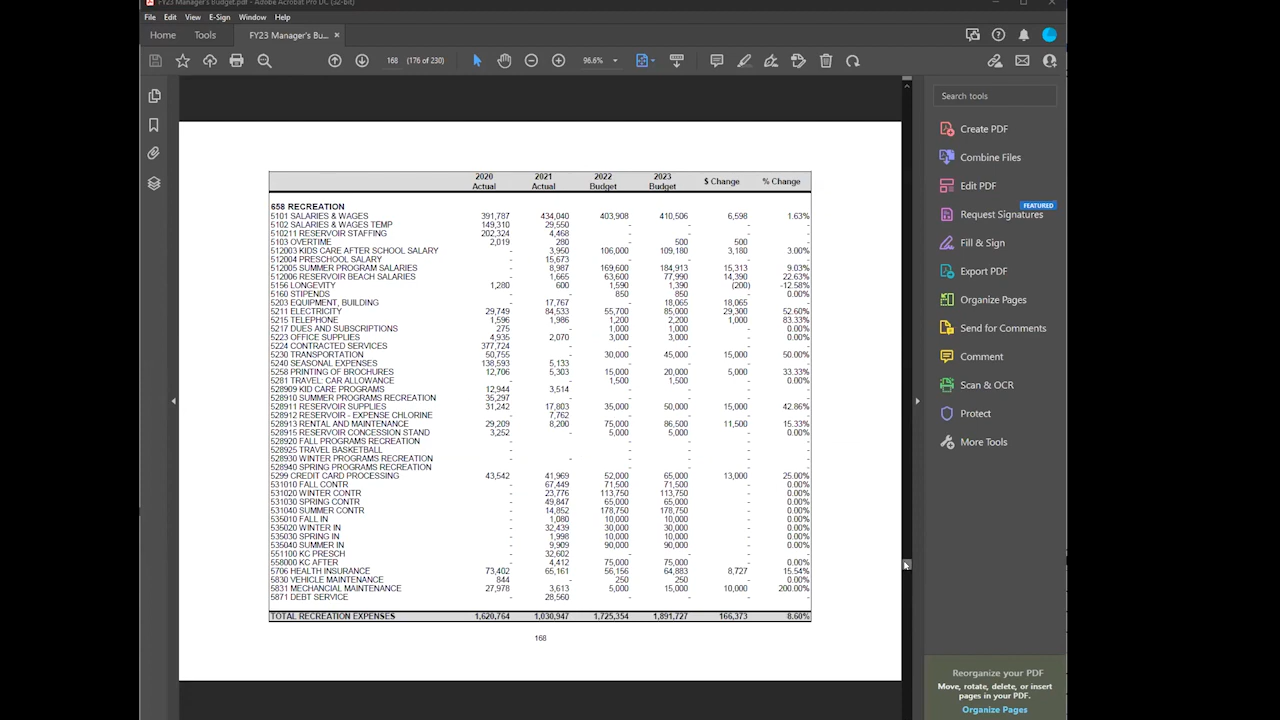 FY23 Manager's Budget.pdf - Adobe Acrobat Pro DC (32-bit)
File Edit View E-Sign Window Help
Home Tools FY23 Manager's Bu... ×
168 (176 of 230) 96.6%
Search tools
Create PDF
Combine Files
Edit PDF
FEATURED
Request Signatures
Fill & Sign
Export PDF
Organize Pages
Send for Comments
Comment
Scan & OCR
Protect
More Tools
Reorganize your PDF
Move, rotate, delete, or insert
pages in your PDF.
Organize Pages
2020 2021 2022 2023
Actual Actual Budget Budget $ Change % Change
658 RECREATION
5101 SALARIES & WAGES 391,787 434,040 403,908 410,506 6,598 1.63%
5102 SALARIES & WAGES TEMP 149,310 29,550 - - - -
510211 RESERVOIR STAFFING 202,324 4,468 - - - -
5103 OVERTIME 2,019 280 - 500 500 -
512003 KIDS CARE AFTER SCHOOL SALARY - 3,950 106,000 109,180 3,180 3.00%
512004 PRESCHOOL SALARY - 15,673 - - - -
512005 SUMMER PROGRAM SALARIES - 8,987 169,600 184,913 15,313 9.03%
512006 RESERVOIR BEACH SALARIES - 1,665 63,600 77,990 14,390 22.63%
5156 LONGEVITY 1,280 600 1,590 1,390 (200) -12.58%
5160 STIPENDS - - 850 850 - 0.00%
5203 EQUIPMENT, BUILDING - 17,767 - 18,065 18,065 -
5211 ELECTRICITY 29,749 84,533 55,700 85,000 29,300 52.60%
5215 TELEPHONE 1,596 1,986 1,200 2,200 1,000 83.33%
5217 DUES AND SUBSCRIPTIONS 275 - 1,000 1,000 - 0.00%
5223 OFFICE SUPPLIES 4,935 2,070 3,000 3,000 - 0.00%
5224 CONTRACTED SERVICES 377,724 - - - - -
5230 TRANSPORTATION 50,755 - 30,000 45,000 15,000 50.00%
5240 SEASONAL EXPENSES 138,593 5,133 - - - -
5258 PRINTING OF BROCHURES 12,706 5,303 15,000 20,000 5,000 33.33%
5281 TRAVEL: CAR ALLOWANCE - - 1,500 1,500 - 0.00%
528909 KID CARE PROGRAMS 12,944 3,514 - - - -
528910 SUMMER PROGRAMS RECREATION 35,297 - - - - -
528911 RESERVOIR SUPPLIES 31,242 17,803 35,000 50,000 15,000 42.86%
528912 RESERVOIR - EXPENSE CHLORINE - 7,762 - - - -
528913 RENTAL AND MAINTENANCE 29,209 8,200 75,000 86,500 11,500 15.33%
528915 RESERVOIR CONCESSION STAND 3,252 - 5,000 5,000 - 0.00%
528920 FALL PROGRAMS RECREATION - - - - - -
528925 TRAVEL BASKETBALL - - - - - -
528930 WINTER PROGRAMS RECREATION - - - - - -
528940 SPRING PROGRAMS RECREATION - - - - - -
5299 CREDIT CARD PROCESSING 43,542 41,969 52,000 65,000 13,000 25.00%
531010 FALL CONTR - 67,449 71,500 71,500 - 0.00%
531020 WINTER CONTR - 23,776 113,750 113,750 - 0.00%
531030 SPRING CONTR - 49,847 65,000 65,000 - 0.00%
531040 SUMMER CONTR - 14,852 178,750 178,750 - 0.00%
535010 FALL IN - 1,080 10,000 10,000 - 0.00%
535020 WINTER IN - 32,439 30,000 30,000 - 0.00%
535030 SPRING IN - 1,998 10,000 10,000 - 0.00%
535040 SUMMER IN - 9,909 90,000 90,000 - 0.00%
551100 KC PRESCH - 32,602 - - - -
558000 KC AFTER - 4,412 75,000 75,000 - 0.00%
5706 HEALTH INSURANCE 73,402 65,161 56,156 64,883 8,727 15.54%
5830 VEHICLE MAINTENANCE 844 - 250 250 - 0.00%
5831 MECHANCIAL MAINTENANCE 27,978 3,613 5,000 15,000 10,000 200.00%
5871 DEBT SERVICE - 28,560 - - - -
TOTAL RECREATION EXPENSES 1,620,764 1,030,947 1,725,354 1,891,727 166,373 8.60%
168